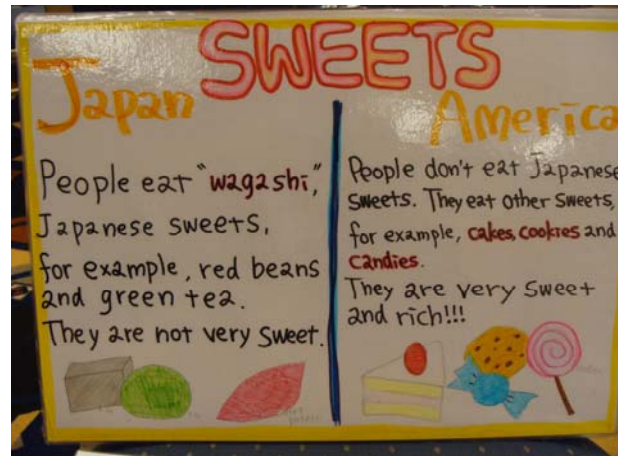 SWEETS
Japan
People eat "wagashi,"
Japanese sweets,
for example, red beans
and green tea.
They are not very sweet.
America
People don't eat Japanese
sweets. They eat other sweets,
for example, cakes, cookies and
candies.
They are very sweet
and rich!!!